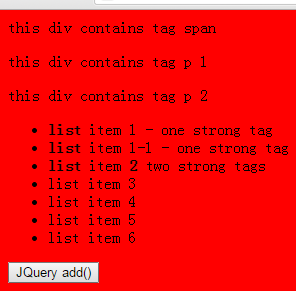 this div contains tag span
this div contains tag p 1
this div contains tag p 2
list item 1 - one strong tag
list item 1-1 - one strong tag
list item 2 two strong tags
list item 3
list item 4
list item 5
list item 6
JQuery add()